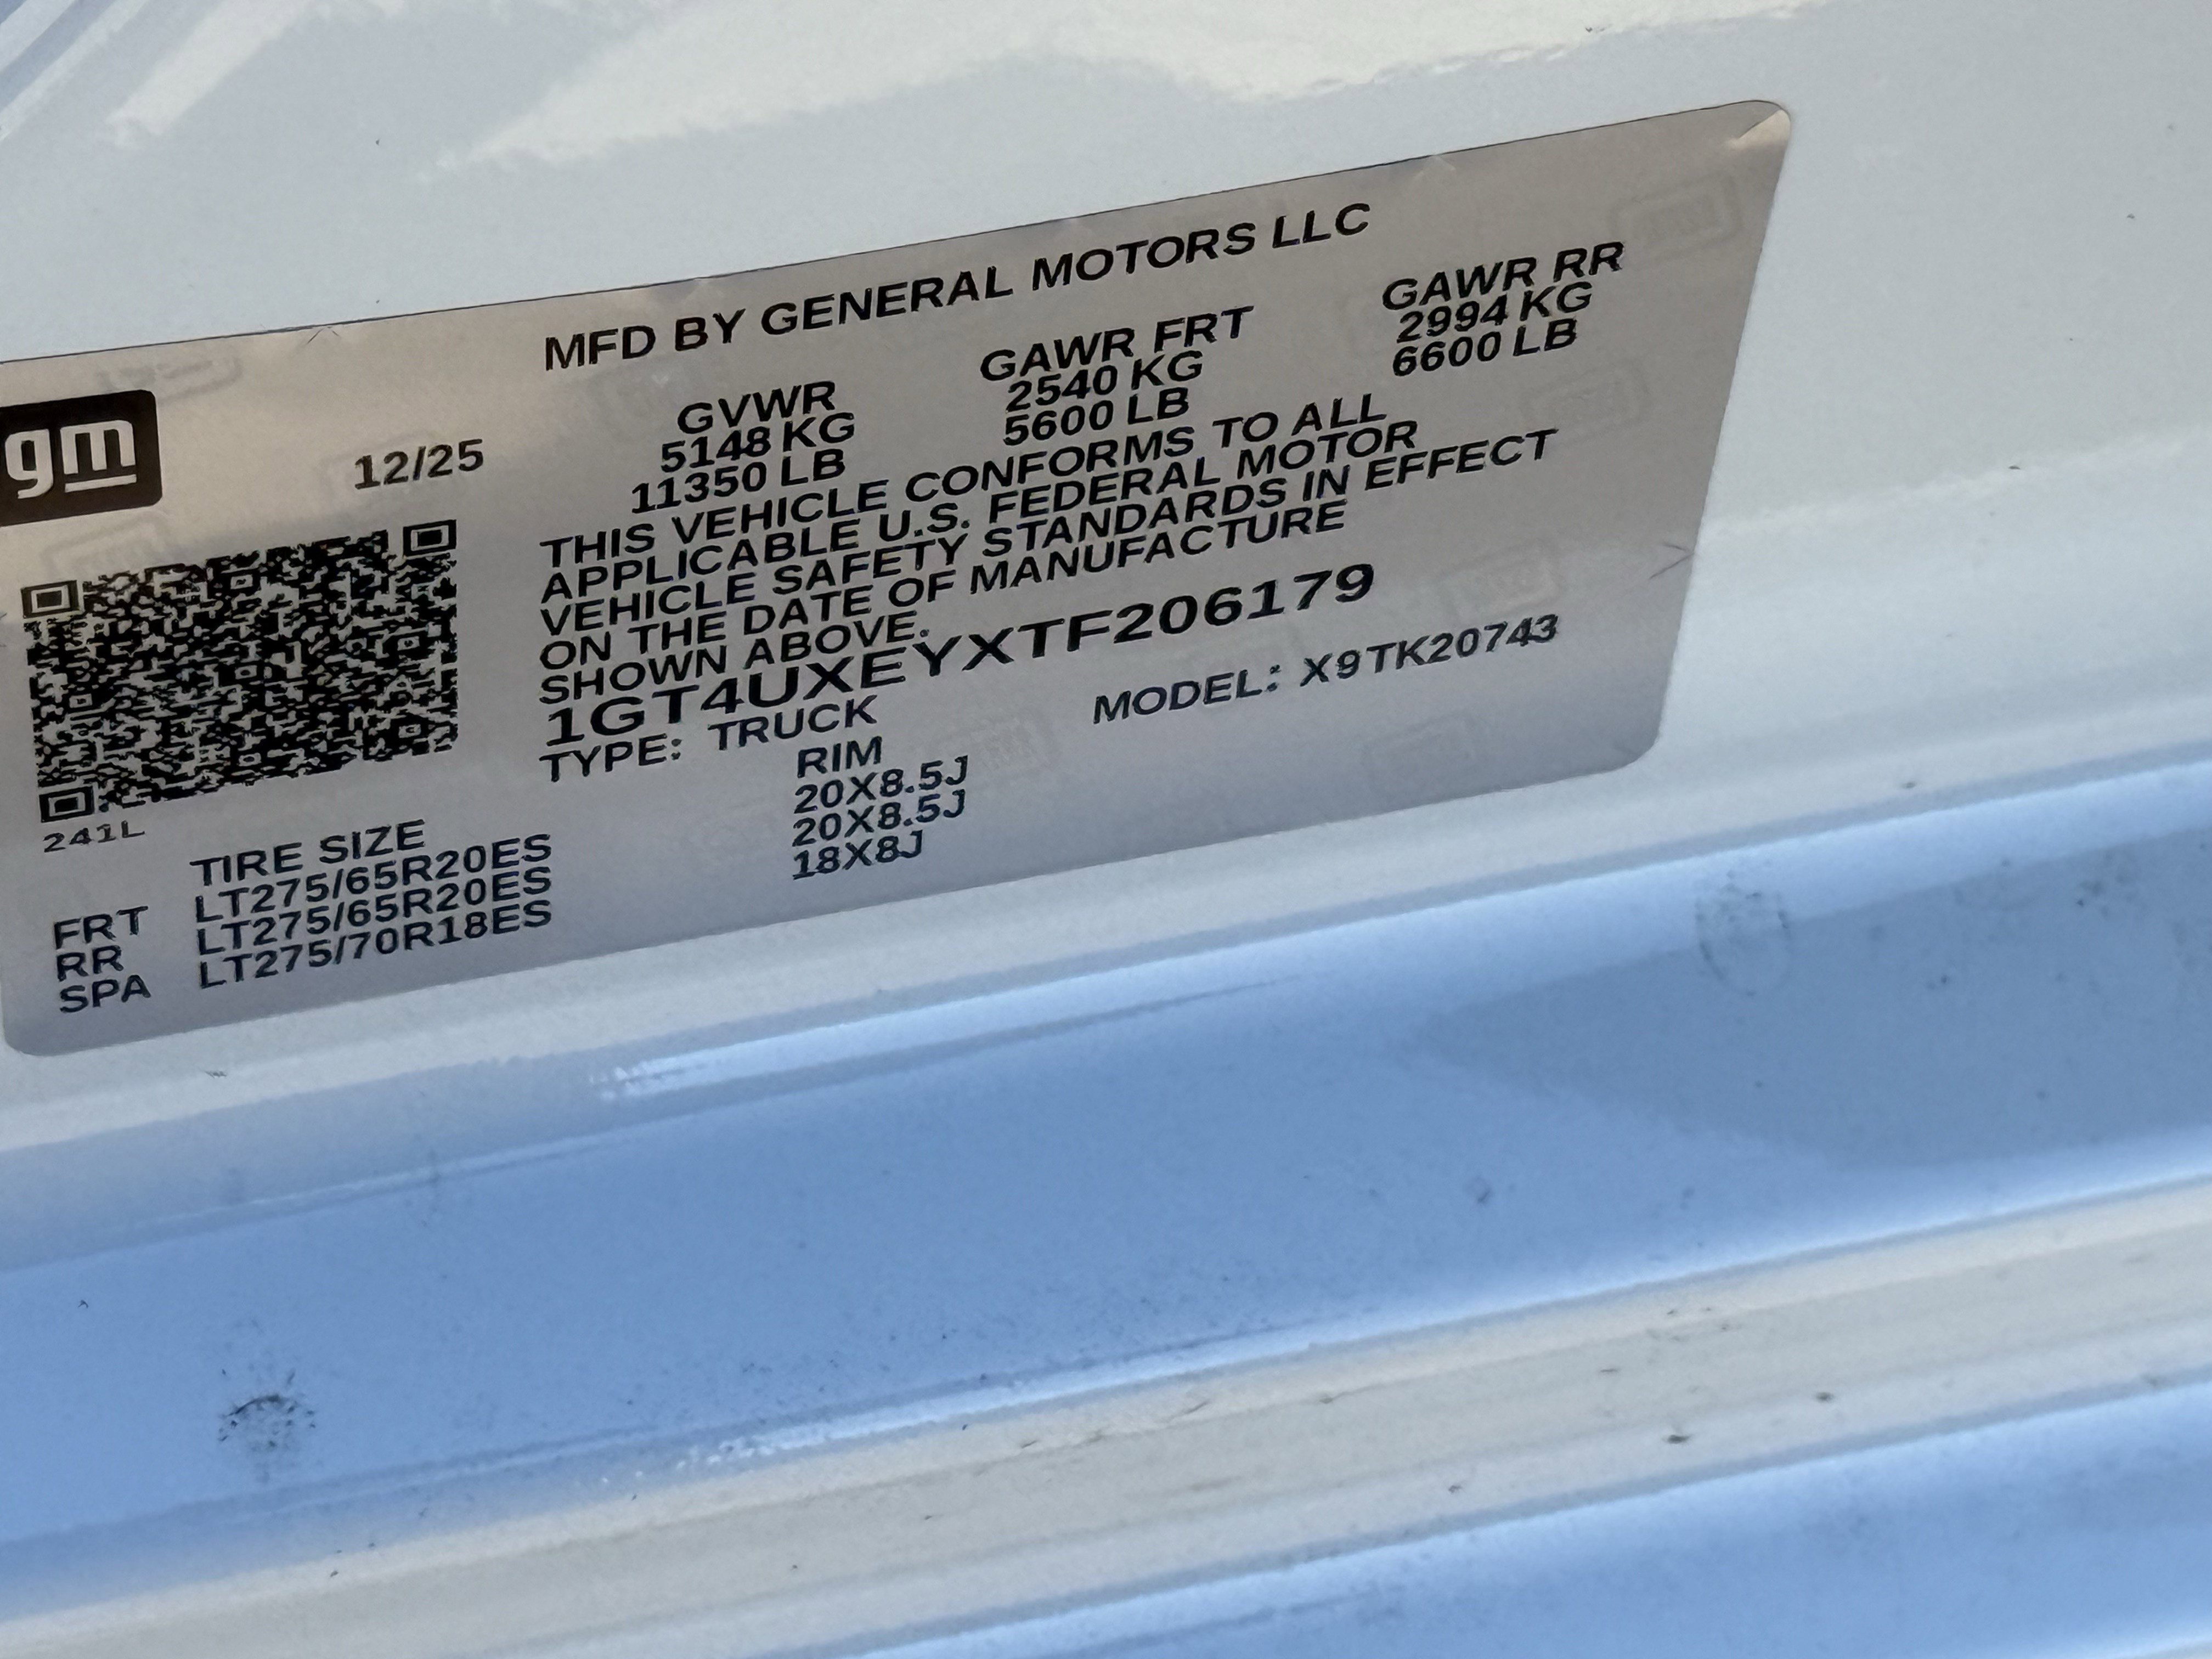 MFD BY GENERAL MOTORS LLC
gm
12/25
GVWR GAWR FRT GAWR RR
5148 KG 2540 KG 2994 KG
11350 LB 5600 LB 6600 LB
THIS VEHICLE CONFORMS TO ALL
APPLICABLE U.S. FEDERAL MOTOR
VEHICLE SAFETY STANDARDS IN EFFECT
ON THE DATE OF MANUFACTURE
SHOWN ABOVE.
1GT4UXEYXTF206179
TYPE: TRUCK MODEL: X9TK20743
241L
TIRE SIZE RIM
FRT LT275/65R20ES 20X8.5J
RR LT275/65R20ES 20X8.5J
SPA LT275/70R18ES 18X8J